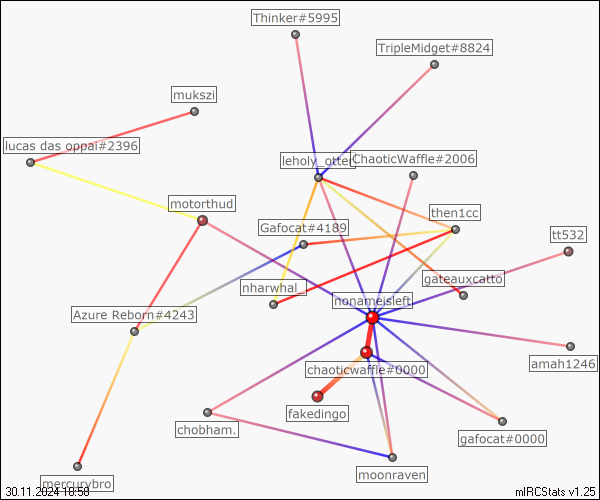 Thinker#5995
TripleMidget#8824
mukszi
lucas das oppai#2396
leholy_otter
ChaoticWaffle#2006
motorthud
then1cc
Gafocat#4189
tt532
nharwhal_
gateauxcatto
nonameisleft
Azure Reborn#4243
amah1246
chaoticwaffle#0000
fakedingo
chobham.
gafocat#0000
moonraven
mercurybro
30.11.2024 18:58
mIRCStats v1.25